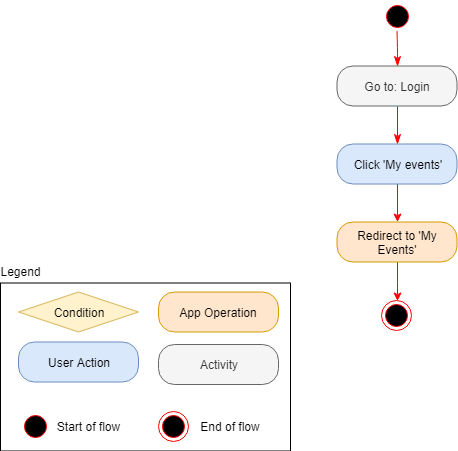 Go to: Login
Click 'My events'
Redirect to 'My
Events'
Legend
Condition
App Operation
User Action
Activity
Start of flow
End of flow